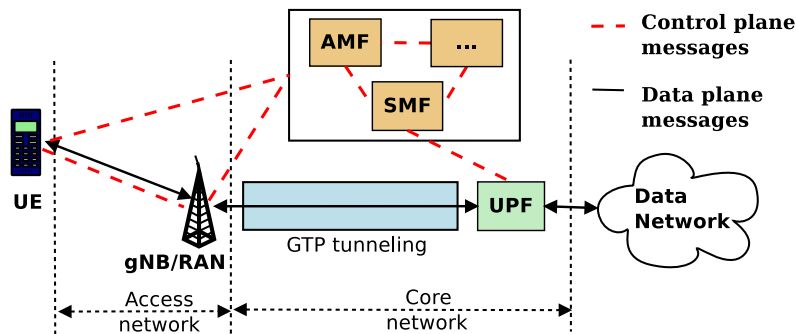 AMF
...
SMF
Control plane
messages
Data plane
messages
UE
gNB/RAN
GTP tunneling
UPF
Data
Network
Access
network
Core
network